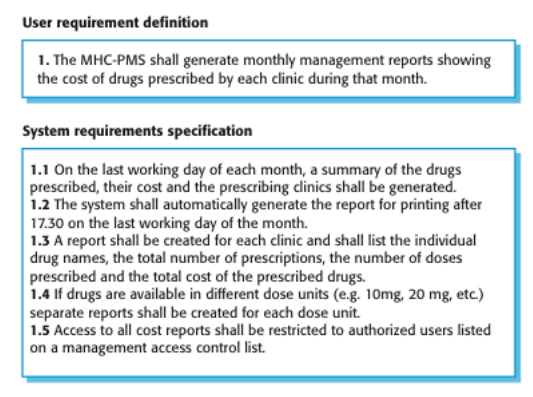 User requirement definition
1. The MHC-PMS shall generate monthly management reports showing
the cost of drugs prescribed by each clinic during that month.
System requirements specification
1.1 On the last working day of each month, a summary of the drugs
prescribed, their cost and the prescribing clinics shall be generated.
1.2 The system shall automatically generate the report for printing after
17.30 on the last working day of the month.
1.3 A report shall be created for each clinic and shall list the individual
drug names, the total number of prescriptions, the number of doses
prescribed and the total cost of the prescribed drugs.
1.4 If drugs are available in different dose units (e.g. 10mg, 20 mg, etc.)
separate reports shall be created for each dose unit.
1.5 Access to all cost reports shall be restricted to authorized users listed
on a management access control list.